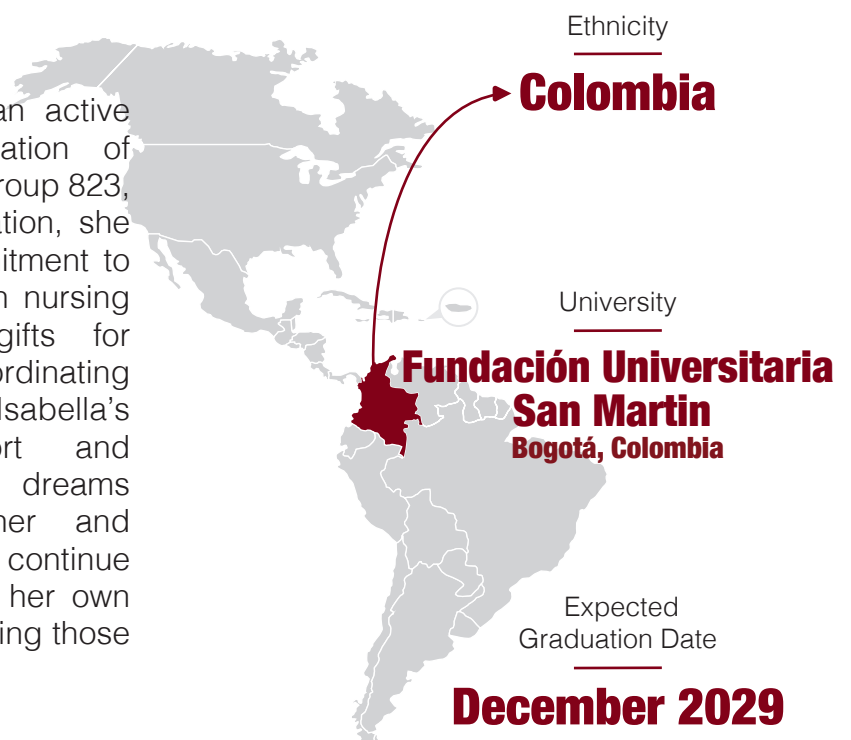 an active
ation of
roup 823,
tion, she
itment to
n nursing
gifts for
ordinating
Isabella's
rt and
dreams
her and
continue
her own
ing those
Ethnicity
Colombia
University
Fundación Universitaria
San Martin
Bogotá, Colombia
Expected
Graduation Date
December 2029